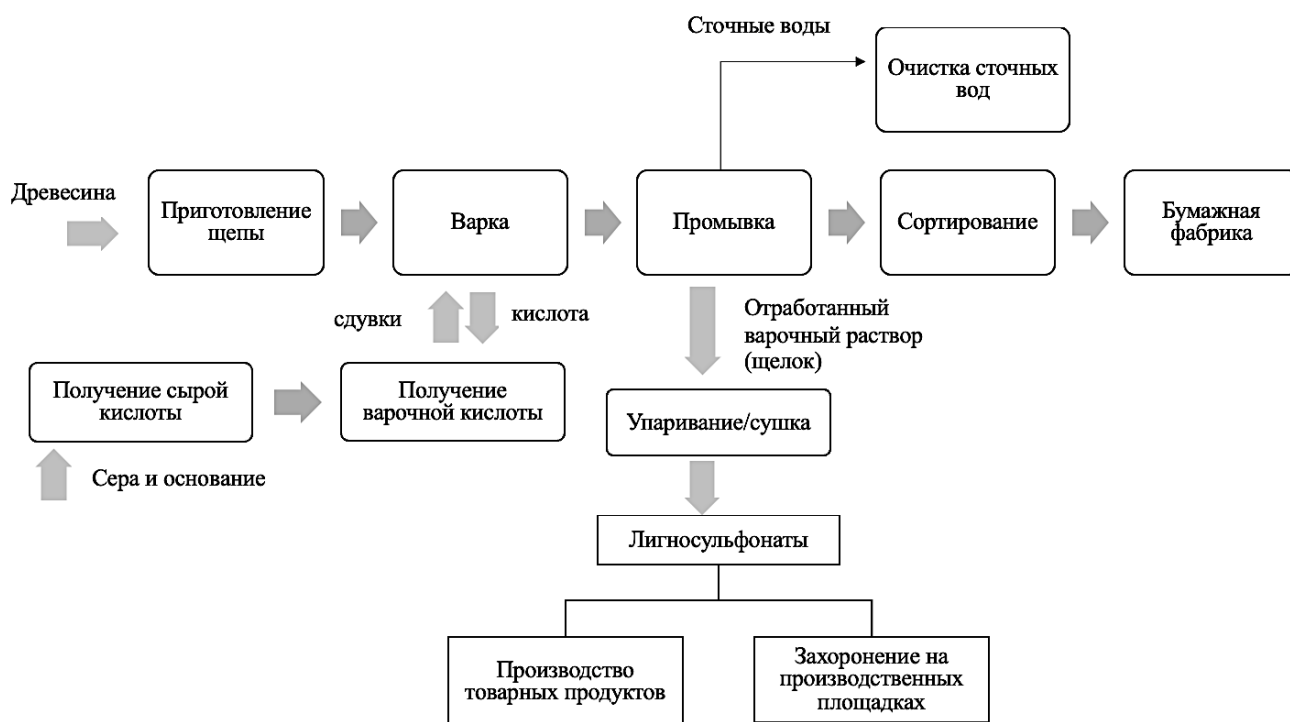 Сточные воды
Очистка сточных
вод
Древесина
Приготовление
щепы
Варка
Промывка
Сортирование
Бумажная
фабрика
сдувки
кислота
Отработанный
варочный раствор
(щелок)
Получение сырой
кислоты
Получение
варочной кислоты
Упаривание/сушка
Сера и основание
Лигносульфонаты
Производство
товарных продуктов
Захоронение на
производственных
площадках